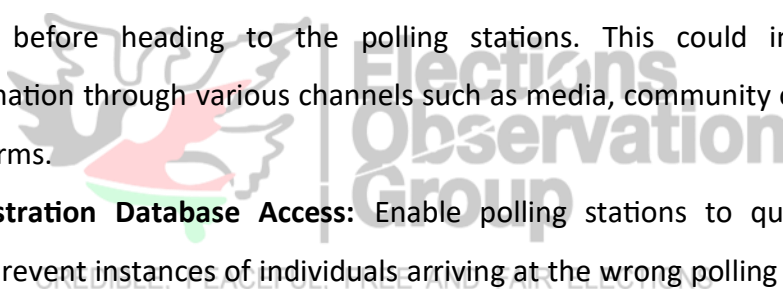 before heading to the polling stations. This could in
nation through various channels such as media, community
rms.
stration Database Access: Enable polling stations to qu
revent instances of individuals arriving at the wrong polling
Elections
Observation
Group
CREDIBLE. PEACEFUL. FREE AND FAIR ELECTIONS